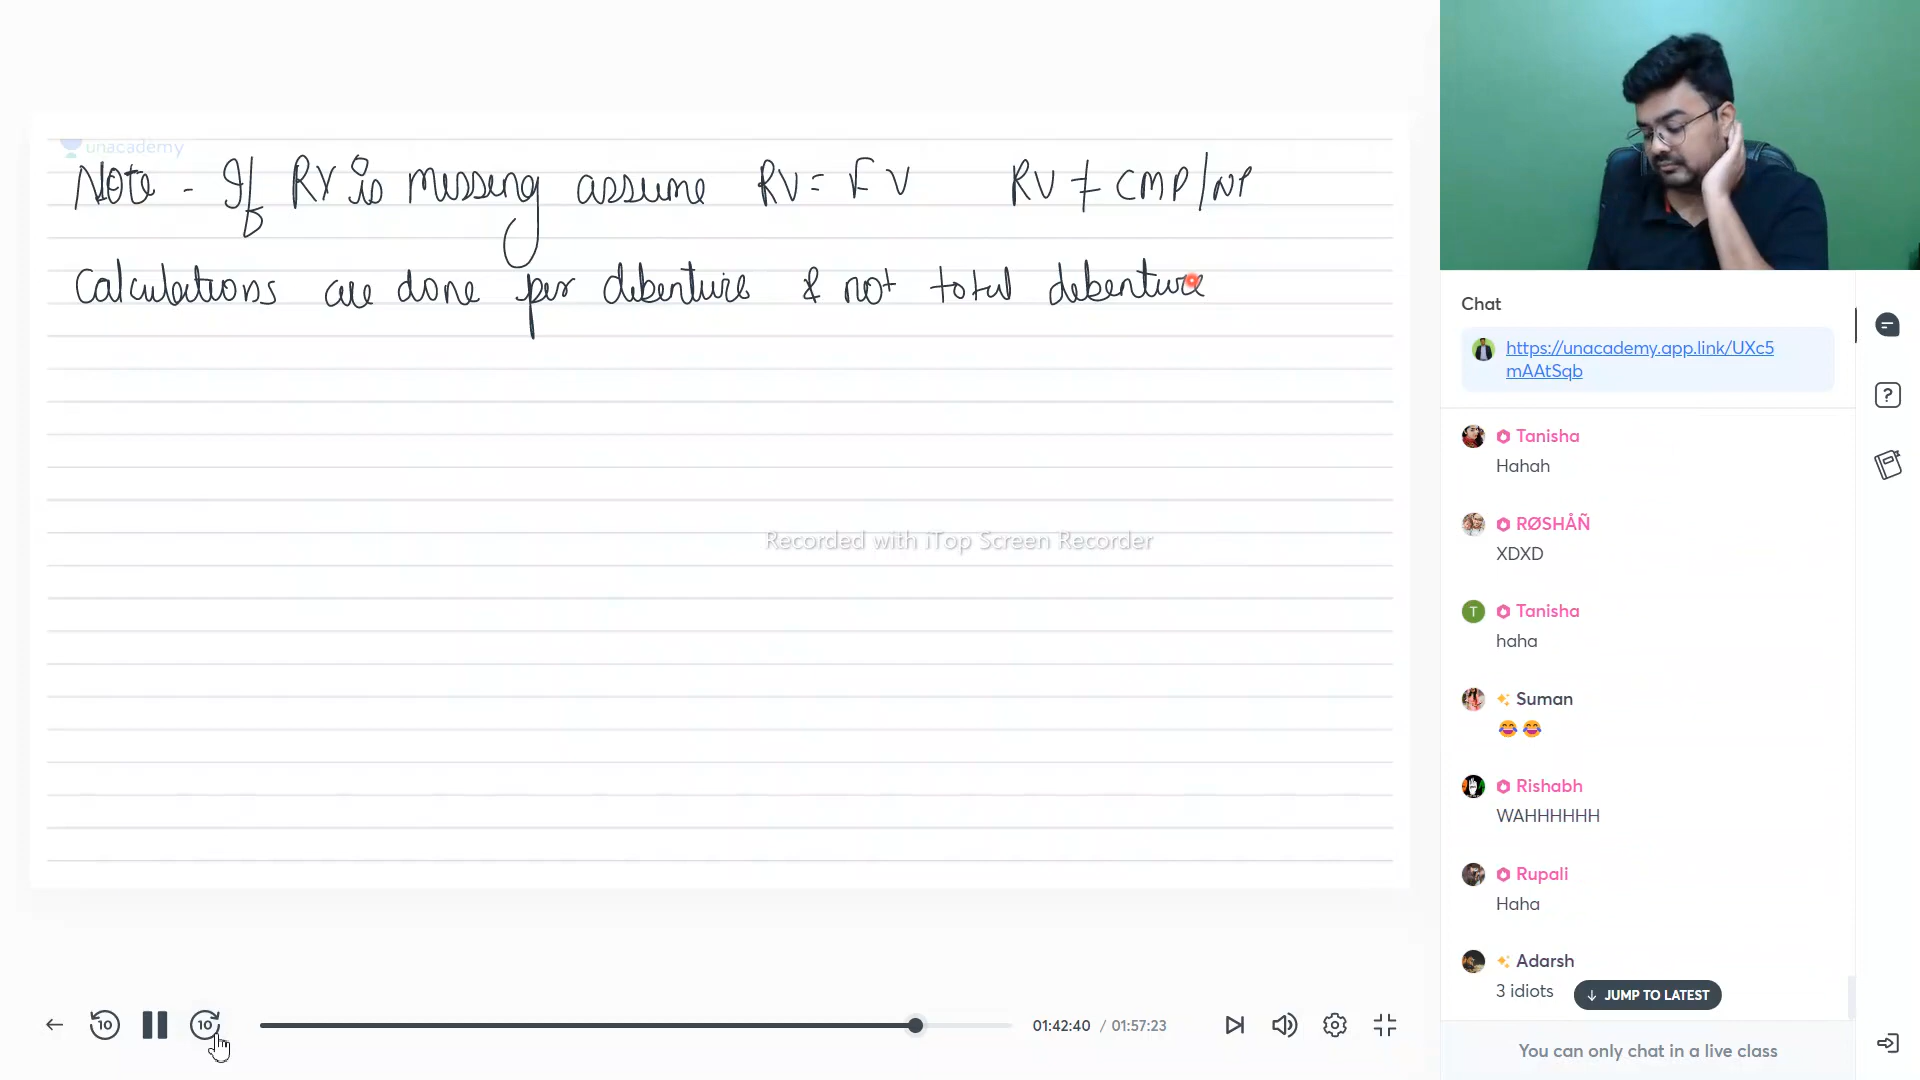 unacademy
Note - If RV is missing assume RV = FV RV ≠ CMP/NP
Calculations are done per debenture & not total debenture
Recorded with iTop Screen Recorder
01:42:40 / 01:57:23
Chat
https://unacademy.app.link/UXc5
mAAtSqb
Tanisha
Hahah
RØSHÅÑ
XDXD
T Tanisha
haha
Suman
😂 😂
Rishabh
WAHHHHHH
Rupali
Haha
Adarsh
3 idiots
↓ JUMP TO LATEST
You can only chat in a live class
10
10
?